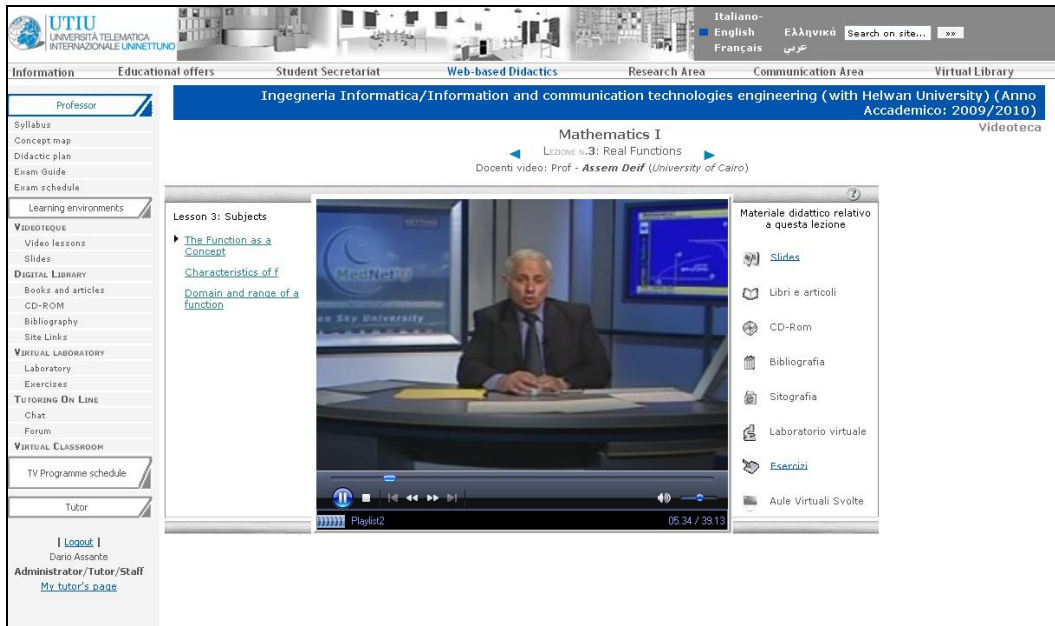 UTIU
UNIVERSITÀ TELEMATICA
INTERNAZIONALE UNINETTUNO
Italiano-
English Ελληνικά
Français عربي
Search on site... »»
Information Educational offers Student Secretariat Web-based Didactics Research Area Communication Area Virtual Library
Professor
Syllabus
Concept map
Didactic plan
Exam Guide
Exam schedule
Learning environments
VIDEOTEQUE
Video lessons
Slides
DIGITAL LIBRARY
Books and articles
CD-ROM
Bibliography
Site Links
VIRTUAL LABORATORY
Laboratory
Exercises
TUTORING ON LINE
Chat
Forum
VIRTUAL CLASSROOM
TV Programme schedule
Tutor
| Logout |
Dario Assante
Administrator/Tutor/Staff
My tutor's page
Ingegneria Informatica/Information and communication technologies engineering (with Helwan University) (Anno
Accademico: 2009/2010)
Videoteca
Mathematics I
LEZIONE N.3: Real Functions
Docenti video: Prof - Assem Deif (University of Cairo)
Lesson 3: Subjects
The Function as a
Concept
Characteristics of f
Domain and range of a
function
MedNet'U
Sky University
Playlist2 05.34 / 39.13
?
Materiale didattico relativo
a questa lezione
Slides
Libri e articoli
CD-Rom
Bibliografia
Sitografia
Laboratorio virtuale
Esercizi
Aule Virtuali Svolte